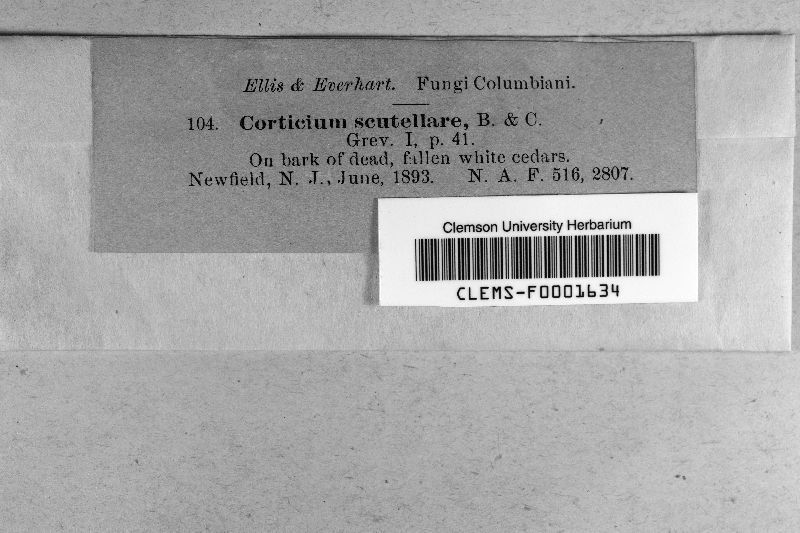 Ellis & Everhart. Fungi Columbiani.
104. Corticium scutellare, B. & C.
Grev. I, p. 41.
On bark of dead, fallen white cedars.
Newfield, N. J., June, 1893. N. A. F. 516, 2807.
Clemson University Herbarium
CLEMS-F0001634